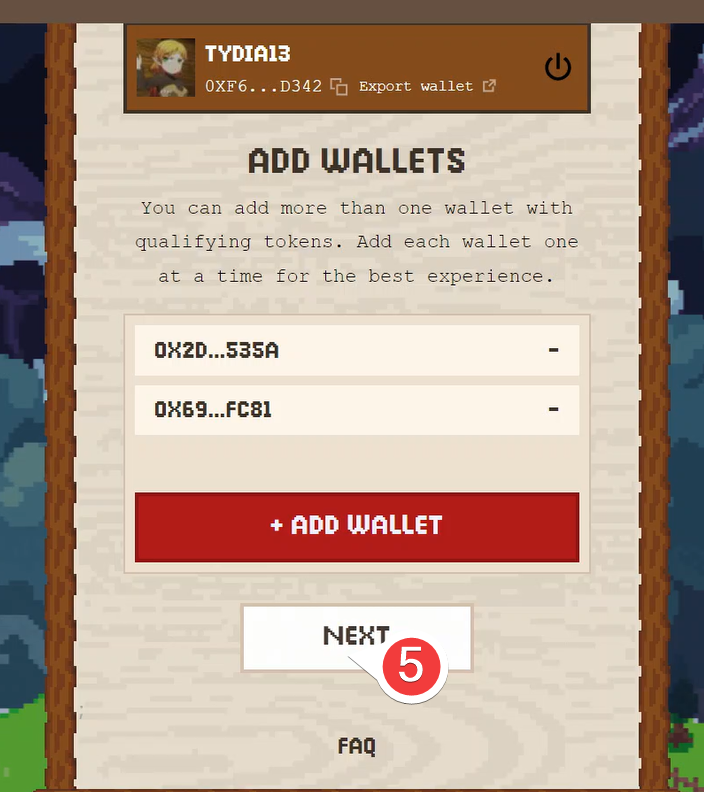 TYDIA13
0XF6...D342 Export wallet
ADD WALLETS
You can add more than one wallet with
qualifying tokens. Add each wallet one
at a time for the best experience.
0X2D...535A -
0X69...FC81 -
+ ADD WALLET
NEXT
5
FAQ